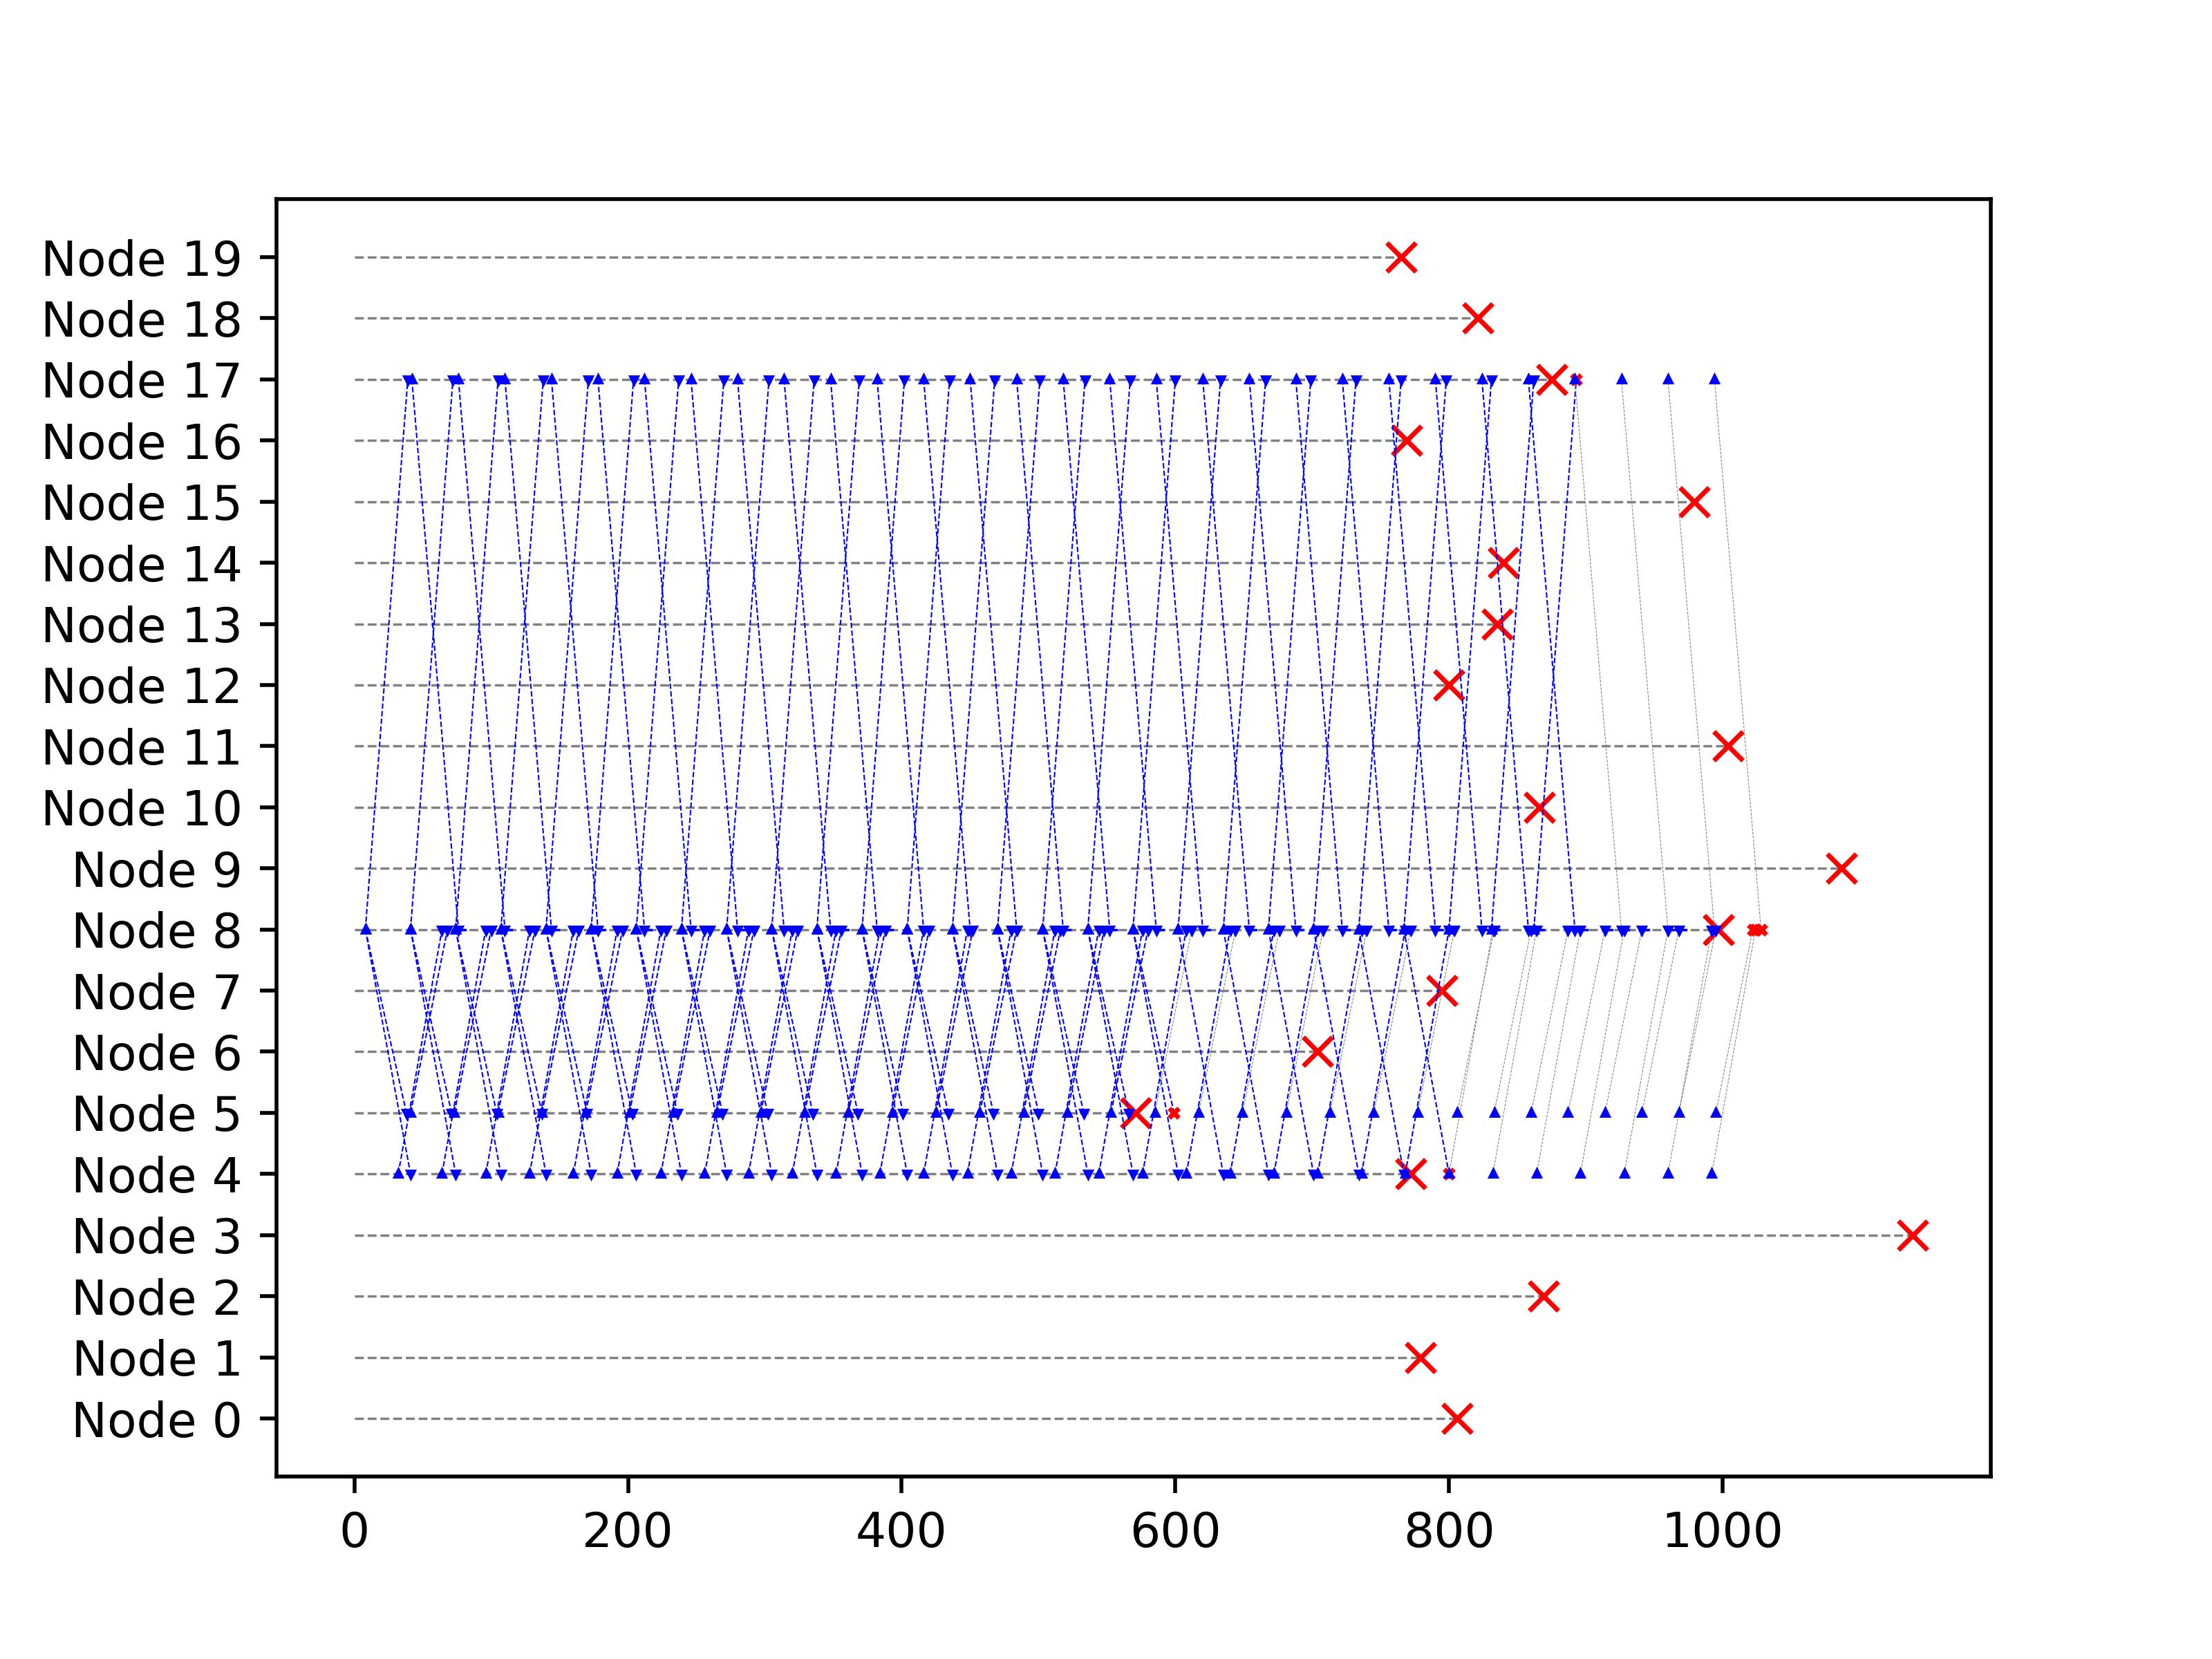 Node 19
Node 18
Node 17
Node 16
Node 15
Node 14
Node 13
Node 12
Node 11
Node 10
Node 9
Node 8
Node 7
Node 6
Node 5
Node 4
Node 3
Node 2
Node 1
Node 0
0 200 400 600 800 1000